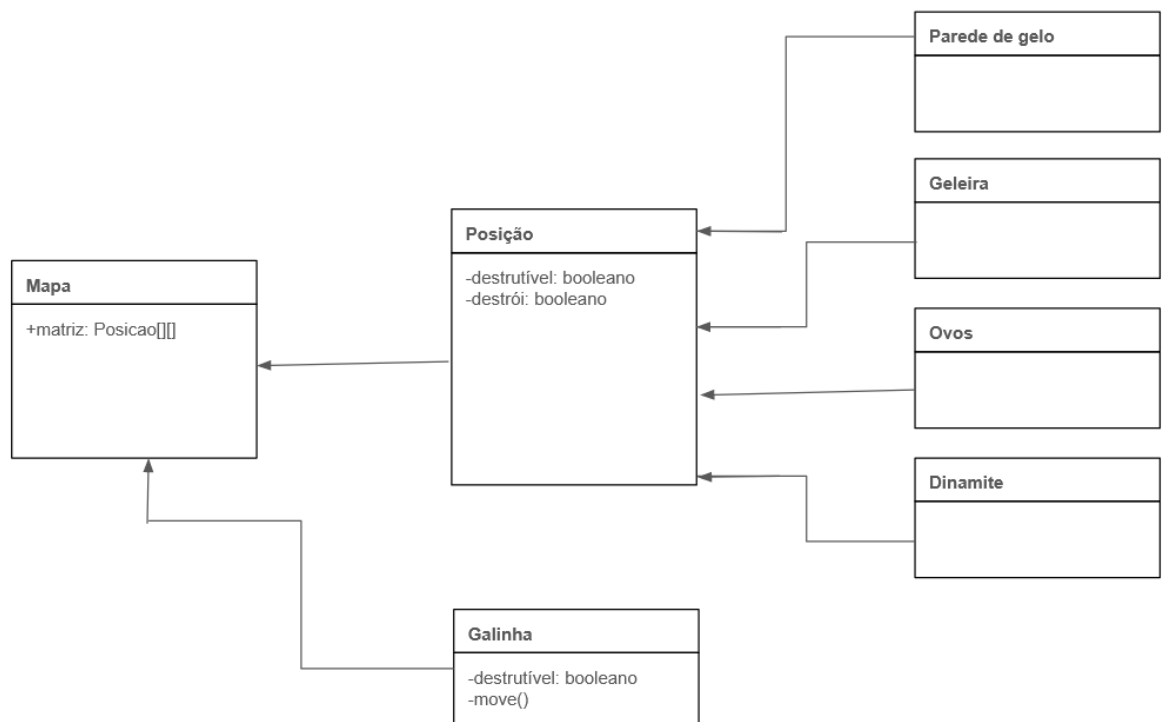 Parede de gelo
Geleira
Posição
-destrutível: booleano
-destrói: booleano
Mapa
+matriz: Posicao[][]
Ovos
Dinamite
Galinha
-destrutível: booleano
-move()